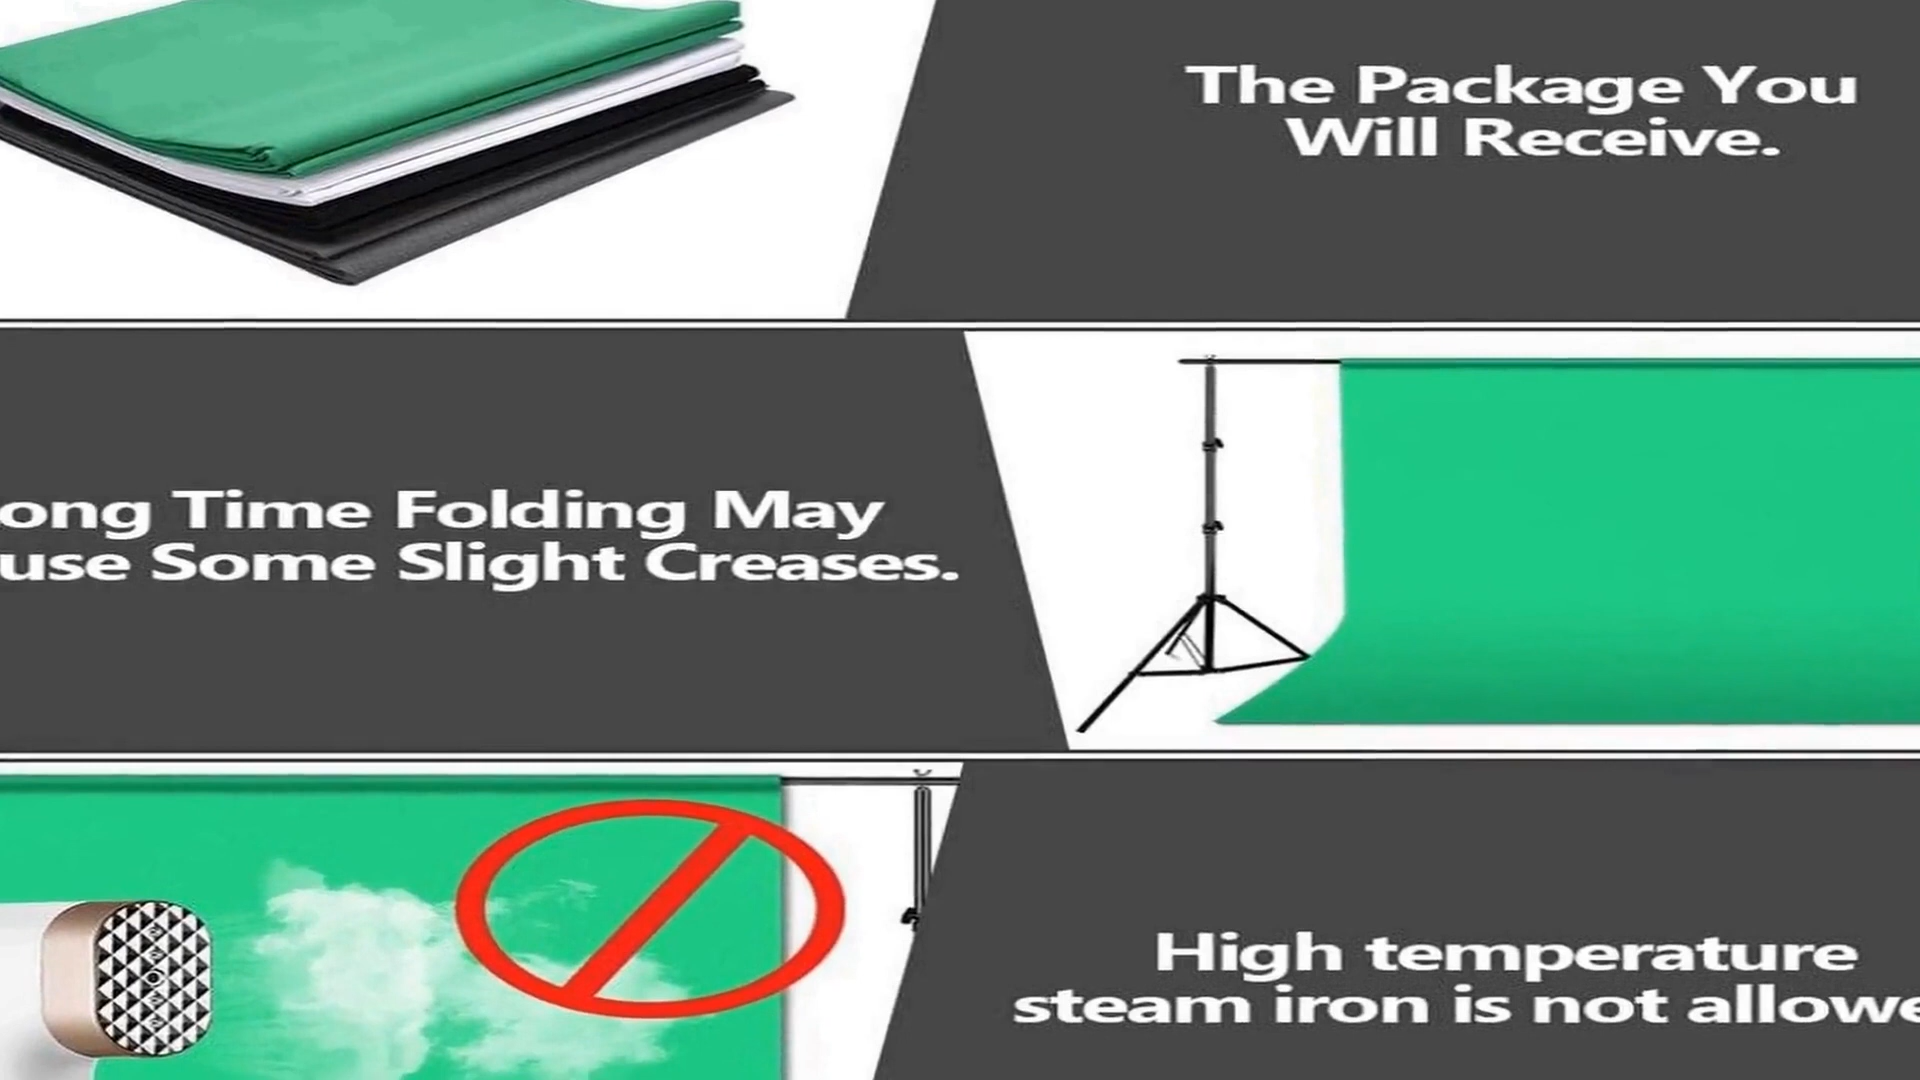 The Package You
Will Receive.
ong Time Folding May
use Some Slight Creases.
High temperature
steam iron is not allowe